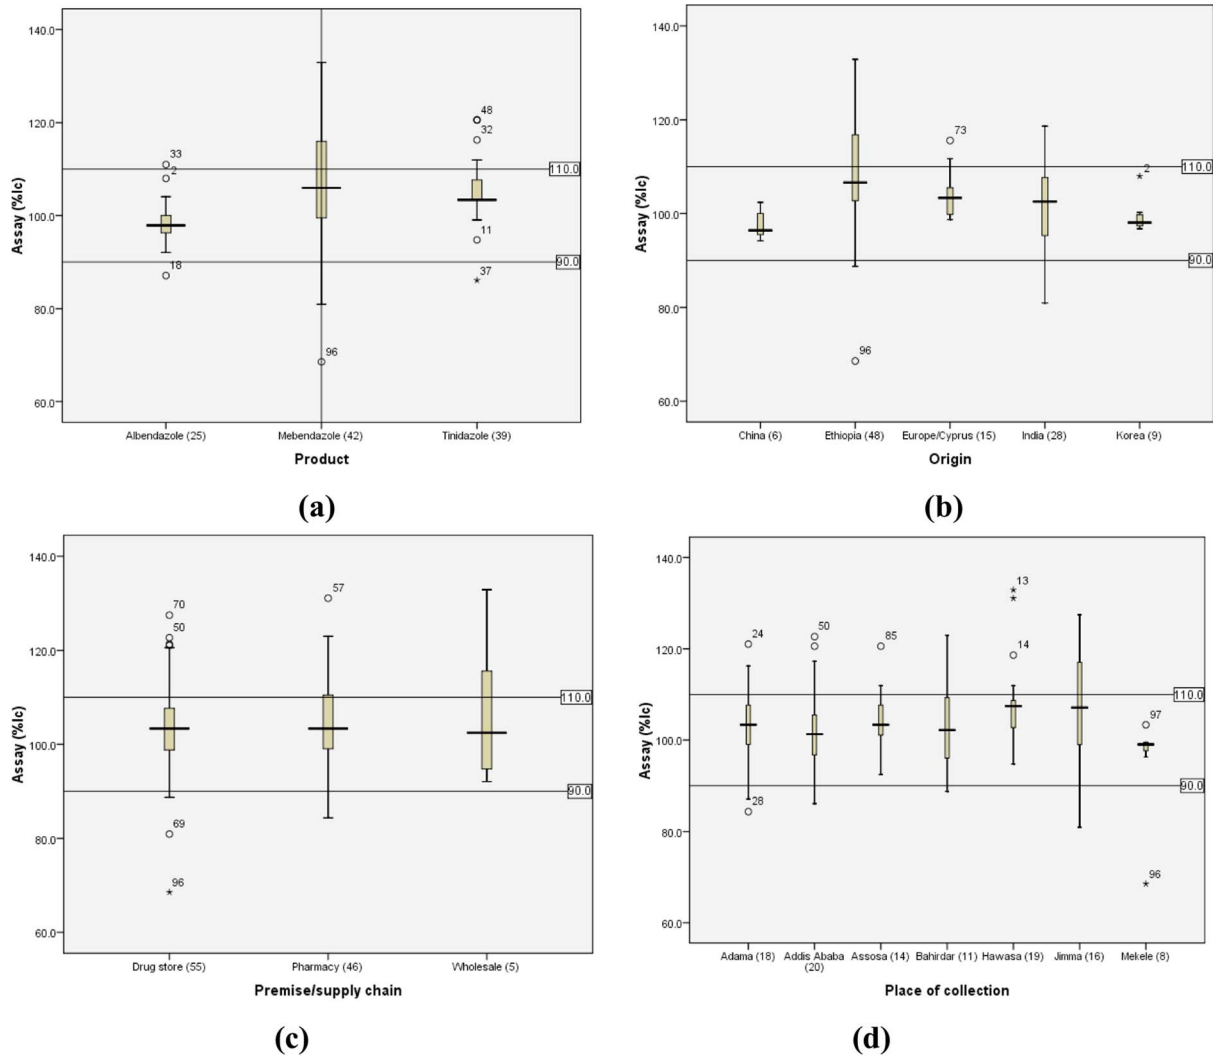 140.0
120.0
100.0
80.0
60.0
Assay (%lc)
33
2
18
96
48
32
11
37
110.0
90.0
Albendazole (25)
Mebendazole (42)
Tinidazole (39)
Product
(a)
140.0
120.0
100.0
80.0
60.0
Assay (%lc)
96
73
2
110.0
90.0
China (6)
Ethiopia (48)
Europe/Cyprus (15)
India (28)
Korea (9)
Origin
(b)
140.0
120.0
100.0
80.0
60.0
Assay (%lc)
70
50
69
96
57
110.0
90.0
Drug store (55)
Pharmacy (46)
Wholesale (5)
Premise/supply chain
(c)
140.0
120.0
100.0
80.0
60.0
Assay (%lc)
24
28
50
85
13
14
97
96
110.0
90.0
Adama (18)
Addis Ababa
(20)
Assosa (14)
Bahirdar (11)
Hawasa (19)
Jimma (16)
Mekele (8)
Place of collection
(d)